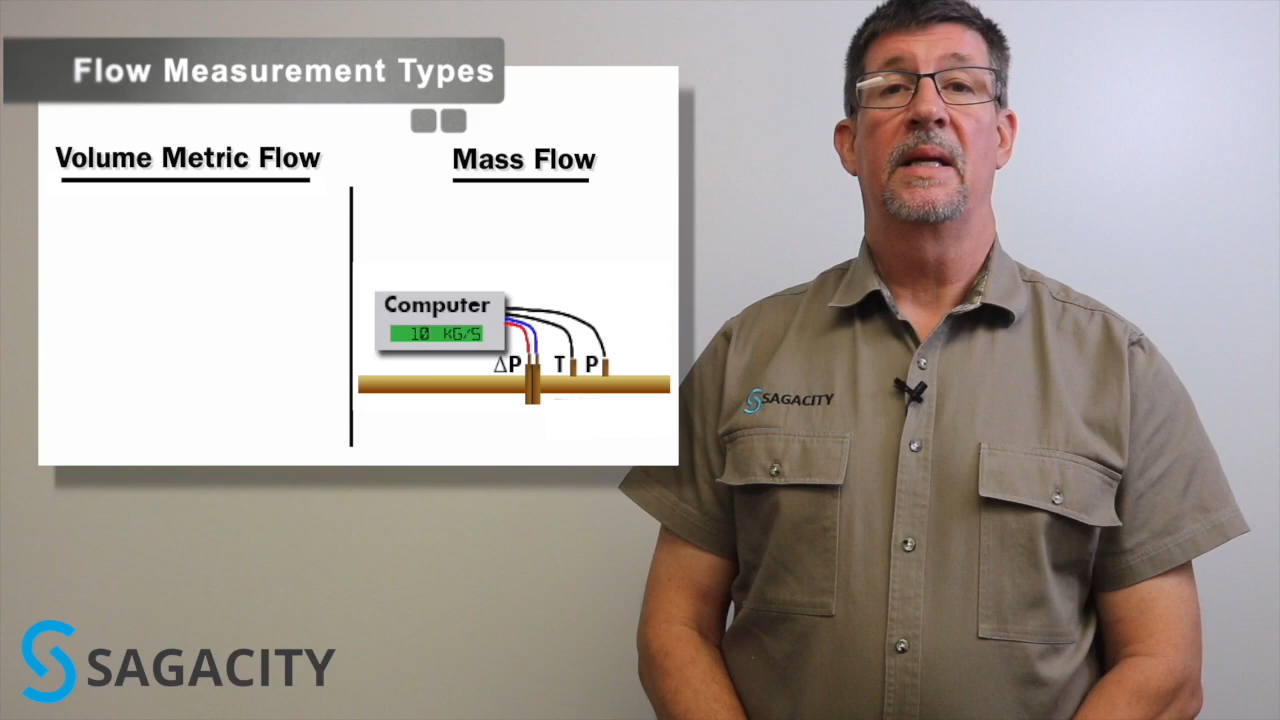 Flow Measurement Types
Volume Metric Flow
Mass Flow
Computer
10 KG/S
ΔP T P
SAGACITY
SAGACITY